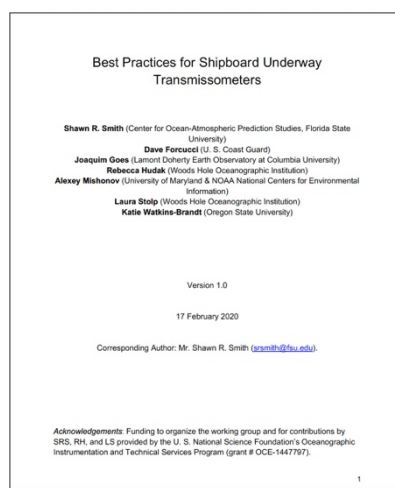 Best Practices for Shipboard Underway
Transmissometers
Shawn R. Smith (Center for Ocean-Atmospheric Prediction Studies, Florida State
University)
Dave Forcucci (U. S. Coast Guard)
Joaquim Goes (Lamont Doherty Earth Observatory at Columbia University)
Rebecca Hudak (Woods Hole Oceanographic Institution)
Alexey Mishonov (University of Maryland & NOAA National Centers for Environmental
Information)
Laura Stolp (Woods Hole Oceanographic Institution)
Katie Watkins-Brandt (Oregon State University)
Version 1.0
17 February 2020
Corresponding Author: Mr. Shawn R. Smith (srsmith@fsu.edu).
Acknowledgements: Funding to organize the working group and for contributions by
SRS, RH, and LS provided by the U. S. National Science Foundation's Oceanographic
Instrumentation and Technical Services Program (grant # OCE-1447797).
1